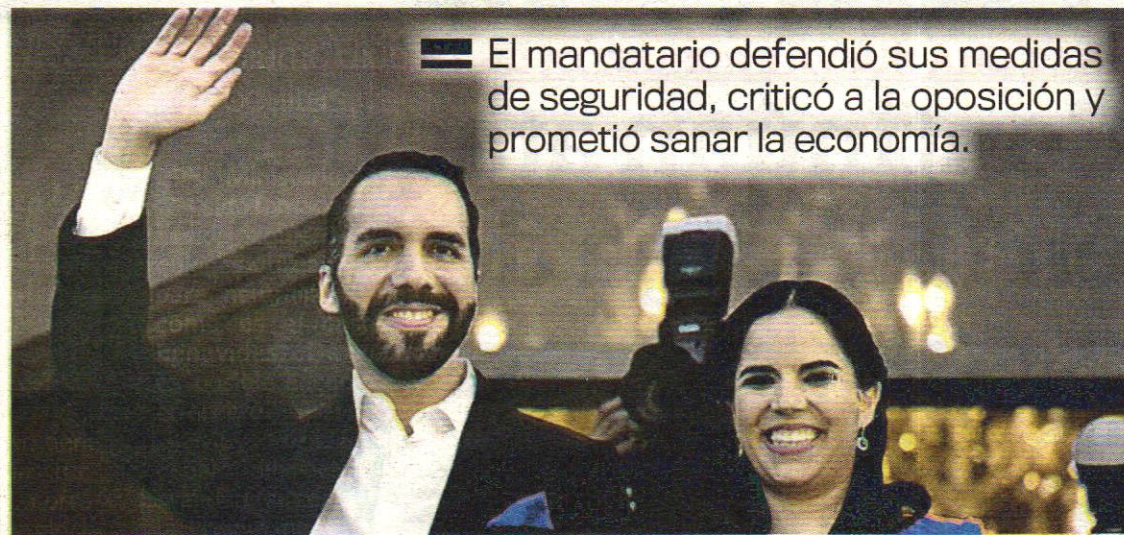 El mandatario defendió sus medidas
de seguridad, criticó a la oposición y
prometió sanar la economía.